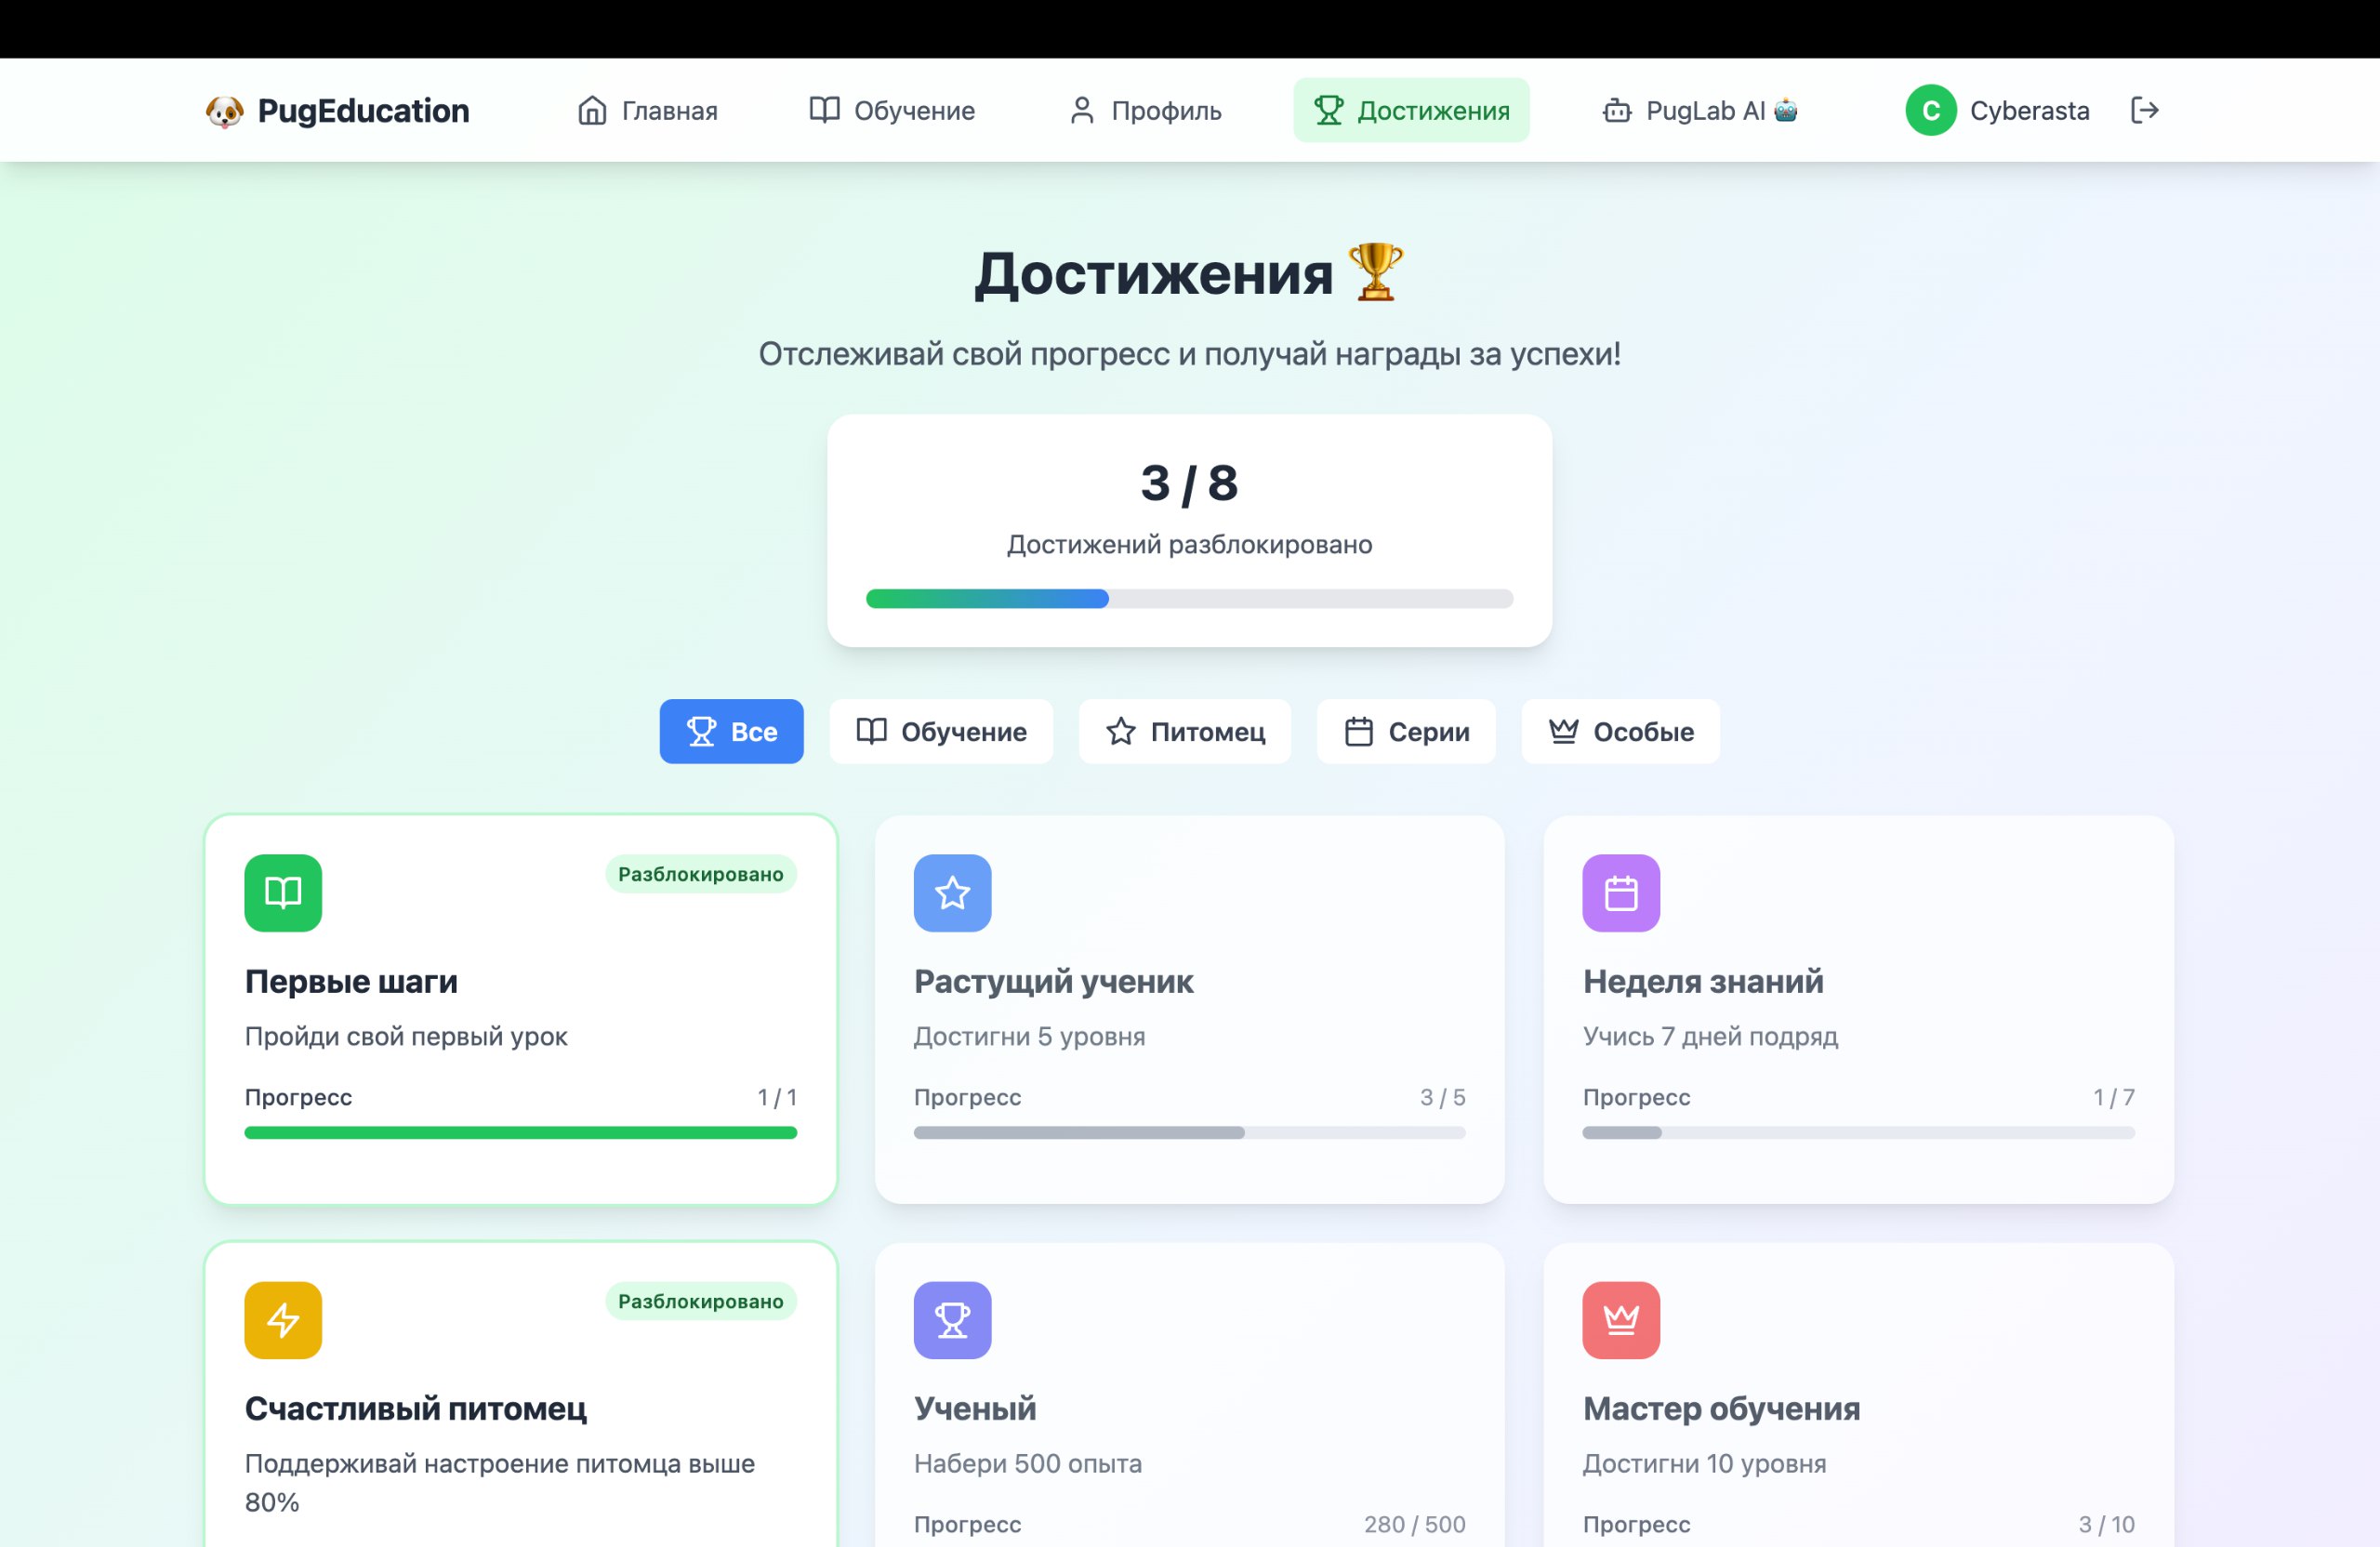 PugEducation
Главная
Обучение
Профиль
Достижения
PugLab AI
C
Cyberasta
Достижения
Отслеживай свой прогресс и получай награды за успехи!
3 / 8
Достижений разблокировано
Все
Обучение
Питомец
Серии
Особые
Разблокировано
Первые шаги
Пройди свой первый урок
Прогресс
1 / 1
Растущий ученик
Достигни 5 уровня
Прогресс
3 / 5
Неделя знаний
Учись 7 дней подряд
Прогресс
1 / 7
Разблокировано
Счастливый питомец
Поддерживай настроение питомца выше
80%
Ученый
Набери 500 опыта
Прогресс
280 / 500
Мастер обучения
Достигни 10 уровня
Прогресс
3 / 10